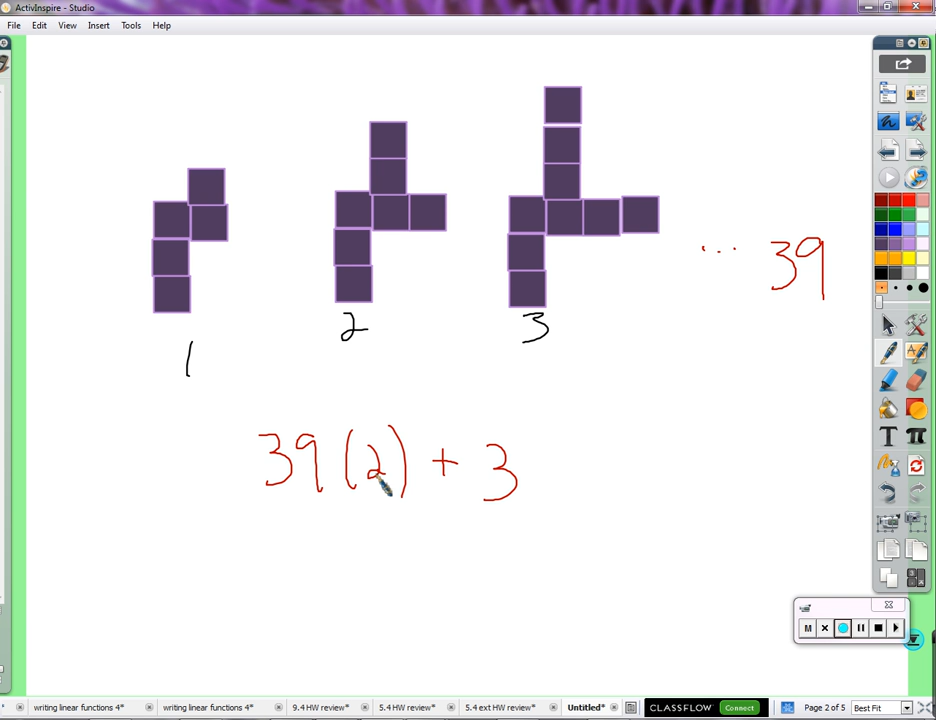 ActivInspire - Studio
File Edit View Insert Tools Help
1
2
3
... 39
39(2) + 3
T
π
M
writing linear functions 4* writing linear functions 4* 9.4 HW review* 5.4 HW review* 5.4 ext HW review* Untitled* CLASSFLOW Connect Page 2 of 5 Best Fit